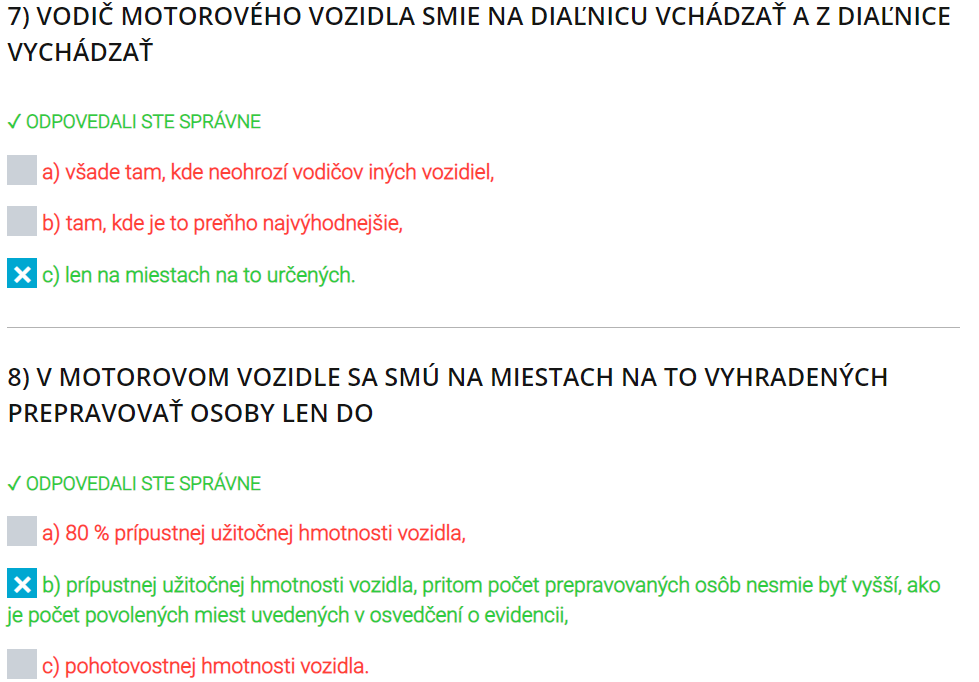 7) VODIČ MOTOROVÉHO VOZIDLA SMIE NA DIAĽNICU VCHÁDZAŤ A Z DIAĽNICE
VYCHÁDZAŤ
✓ ODPOVEDALI STE SPRÁVNE
a) všade tam, kde neohrozí vodičov iných vozidiel,
b) tam, kde je to preňho najvýhodnejšie,
c) len na miestach na to určených.
8) V MOTOROVOM VOZIDLE SA SMÚ NA MIESTACH NA TO VYHRADENÝCH
PREPRAVOVAŤ OSOBY LEN DO
✓ ODPOVEDALI STE SPRÁVNE
a) 80 % prípustnej užitočnej hmotnosti vozidla,
b) prípustnej užitočnej hmotnosti vozidla, pritom počet prepravovaných osôb nesmie byť vyšší, ako
je počet povolených miest uvedených v osvedčení o evidencii,
c) pohotovostnej hmotnosti vozidla.